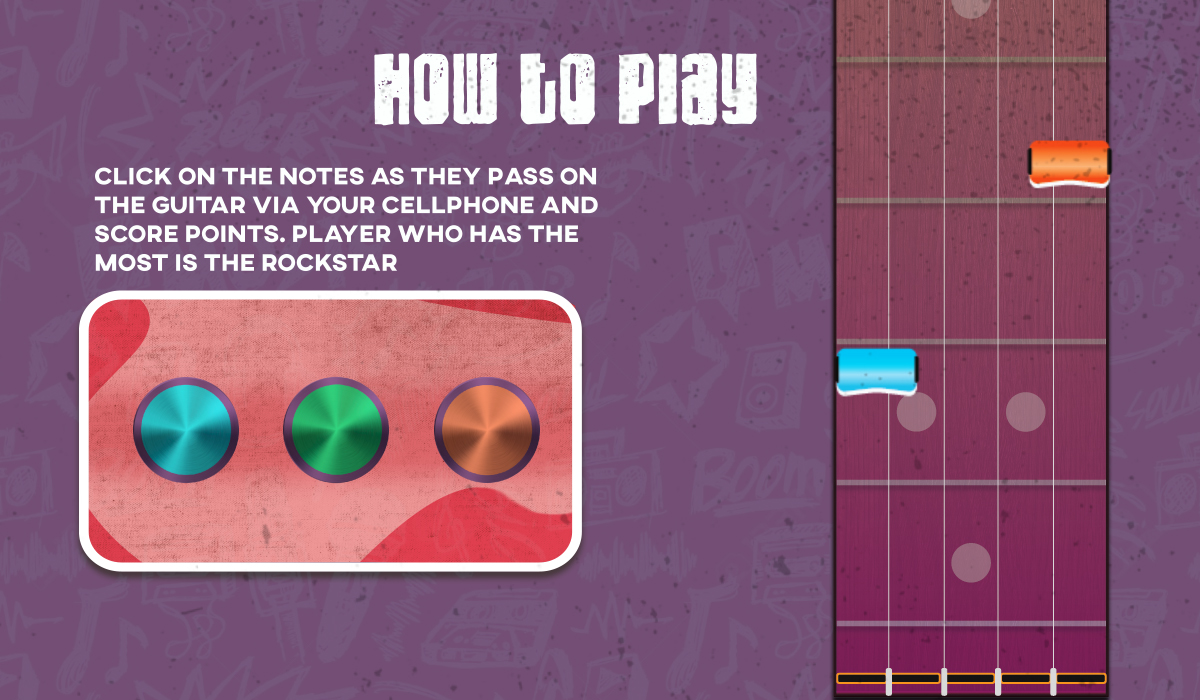 How to Play
CLICK ON THE NOTES AS THEY PASS ON
THE GUITAR VIA YOUR CELLPHONE AND
SCORE POINTS. PLAYER WHO HAS THE
MOST IS THE ROCKSTAR
BOOM